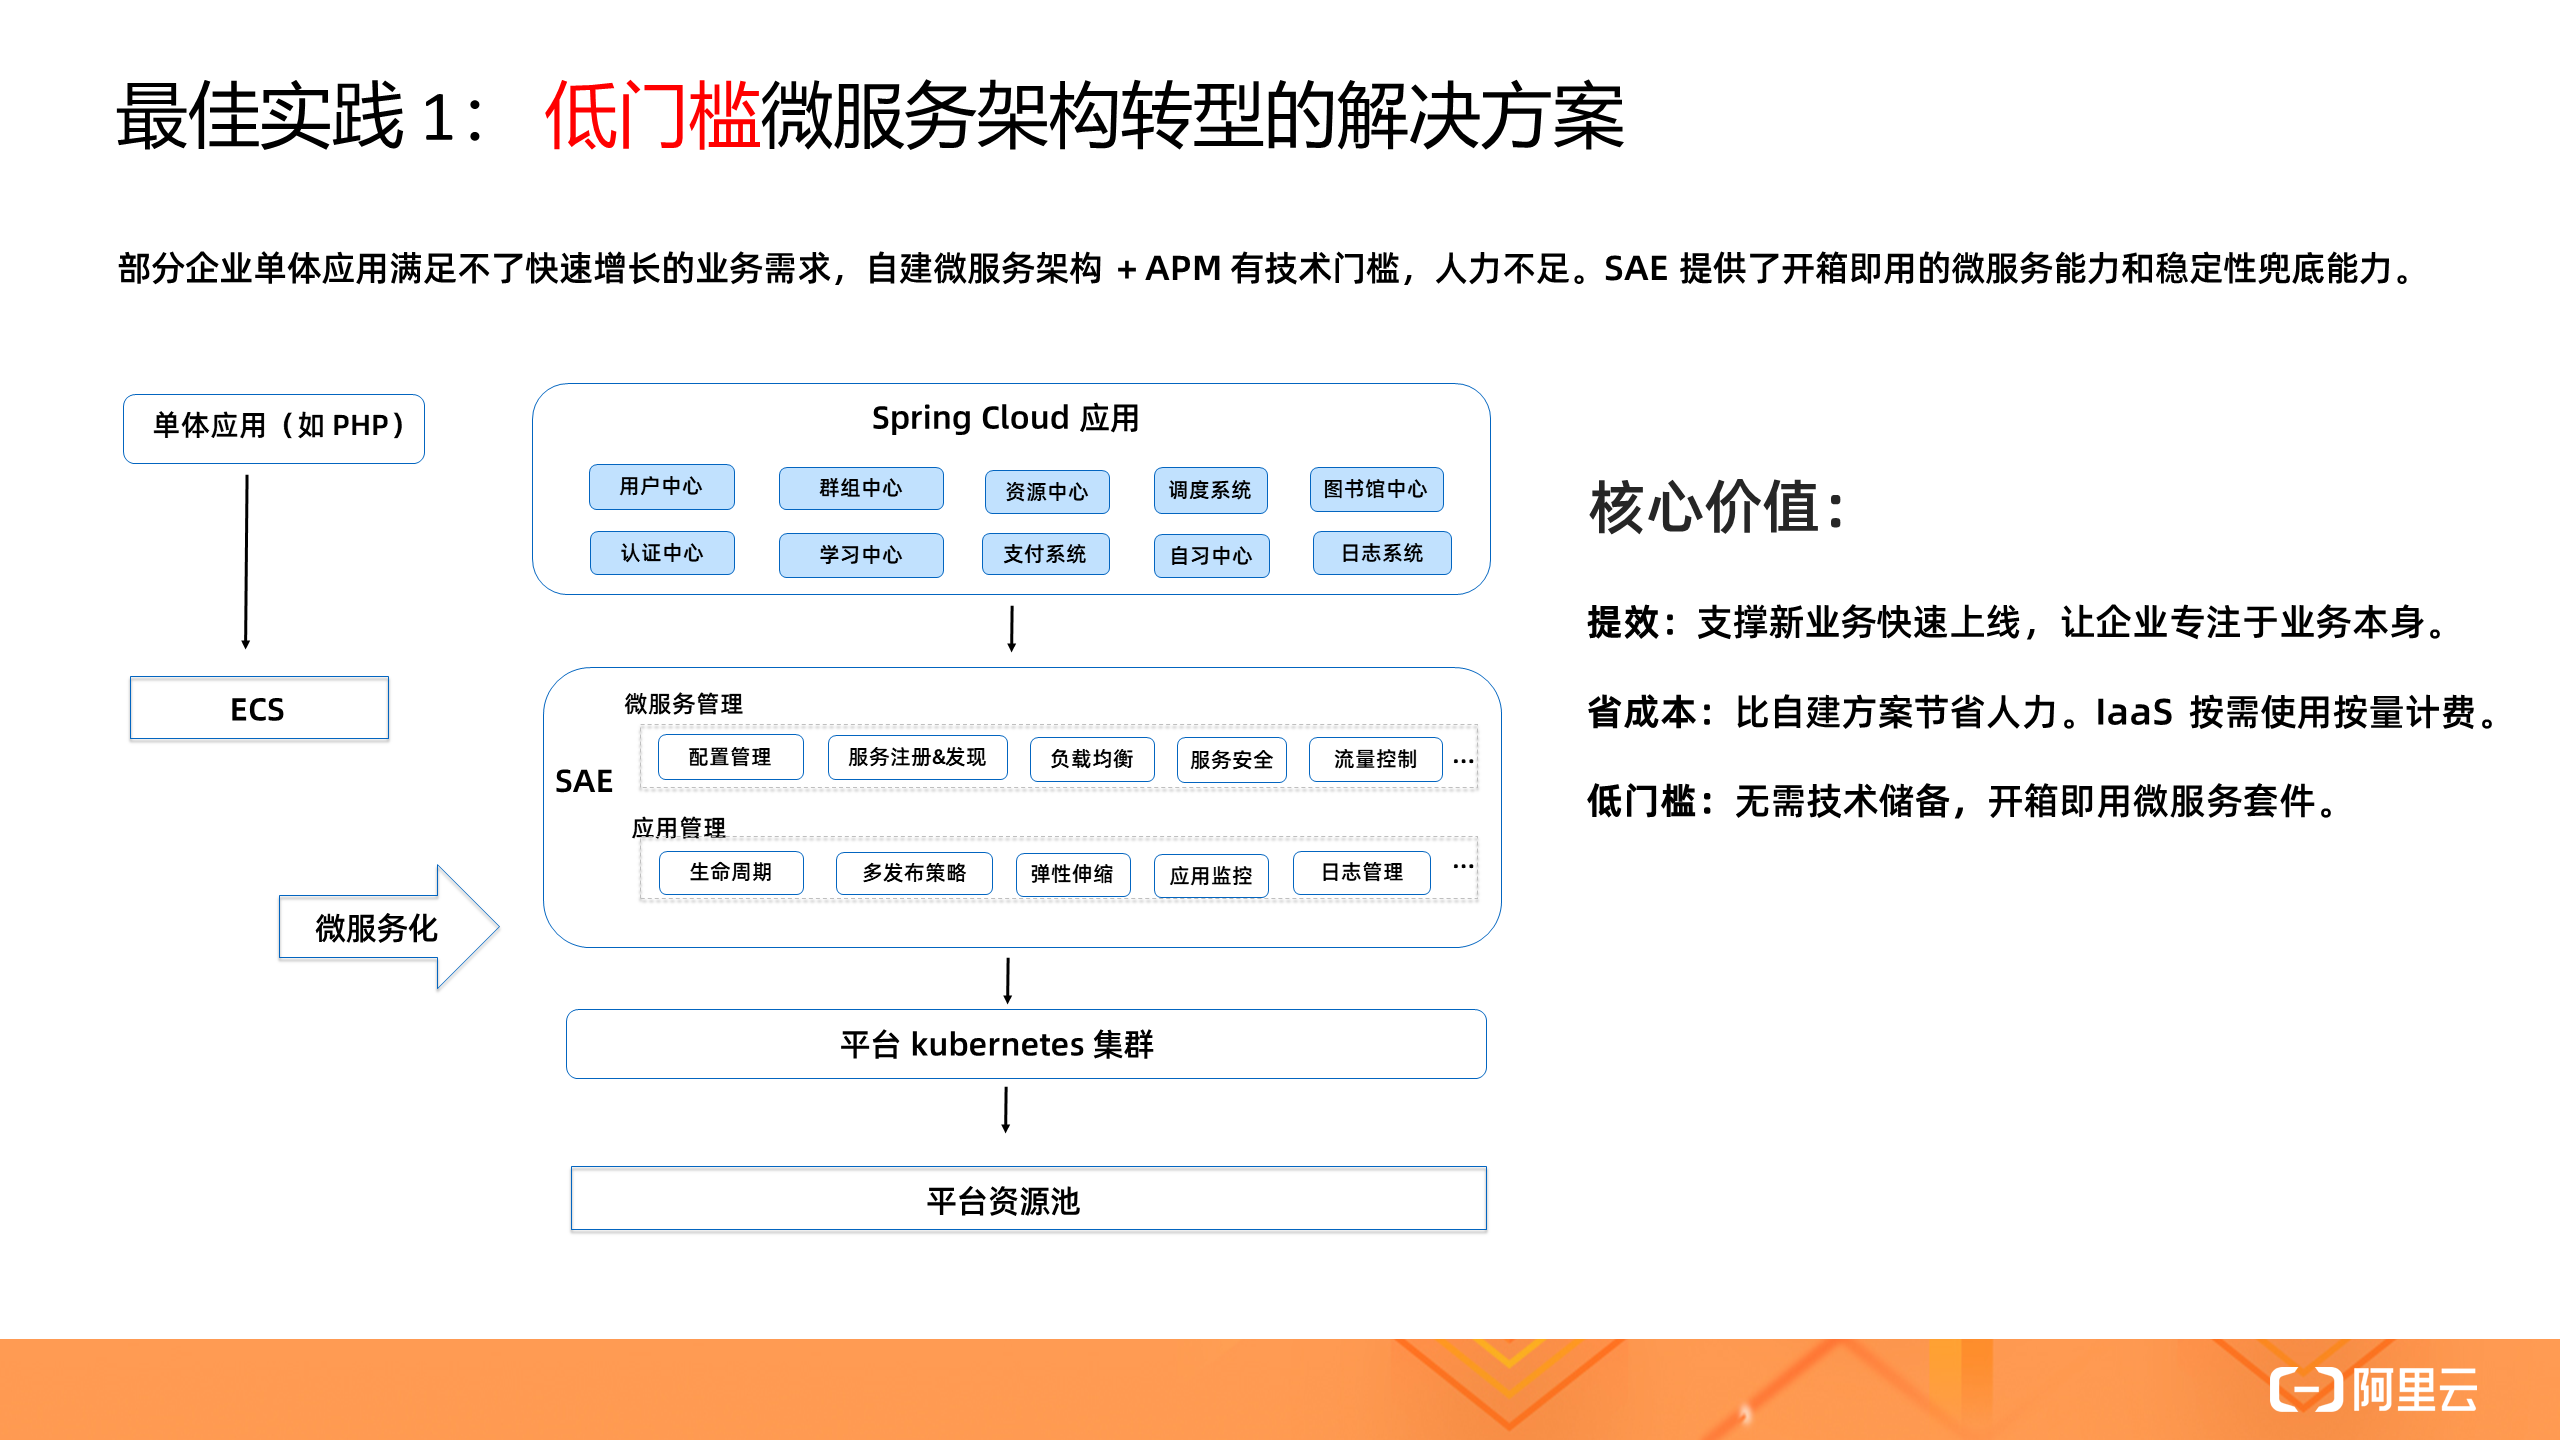 最佳实践 1： 低门槛微服务架构转型的解决方案
部分企业单体应用满足不了快速增长的业务需求，自建微服务架构 + APM 有技术门槛，人力不足。SAE 提供了开箱即用的微服务能力和稳定性兜底能力。
单体应用（如 PHP）
ECS
微服务化
Spring Cloud 应用
用户中心
群组中心
资源中心
调度系统
图书馆中心
认证中心
学习中心
支付系统
自习中心
日志系统
SAE
微服务管理
配置管理
服务注册&发现
负载均衡
服务安全
流量控制
...
应用管理
生命周期
多发布策略
弹性伸缩
应用监控
日志管理
...
平台 kubernetes 集群
平台资源池
核心价值：
提效：支撑新业务快速上线，让企业专注于业务本身。
省成本：比自建方案节省人力。IaaS 按需使用按量计费。
低门槛：无需技术储备，开箱即用微服务套件。
阿里云